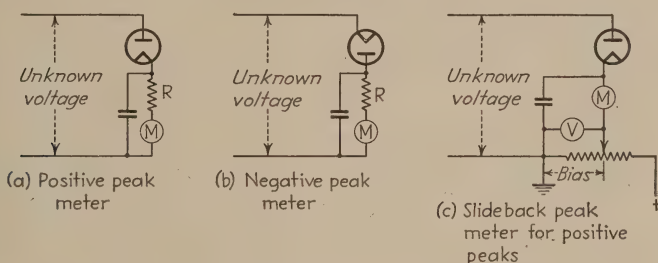 Unknown
voltage
R
M
(a) Positive peak
meter
Unknown
voltage
R
M
(b) Negative peak
meter
Unknown
voltage
M
V
Bias
+
(c) Slideback peak
meter for positive
peaks